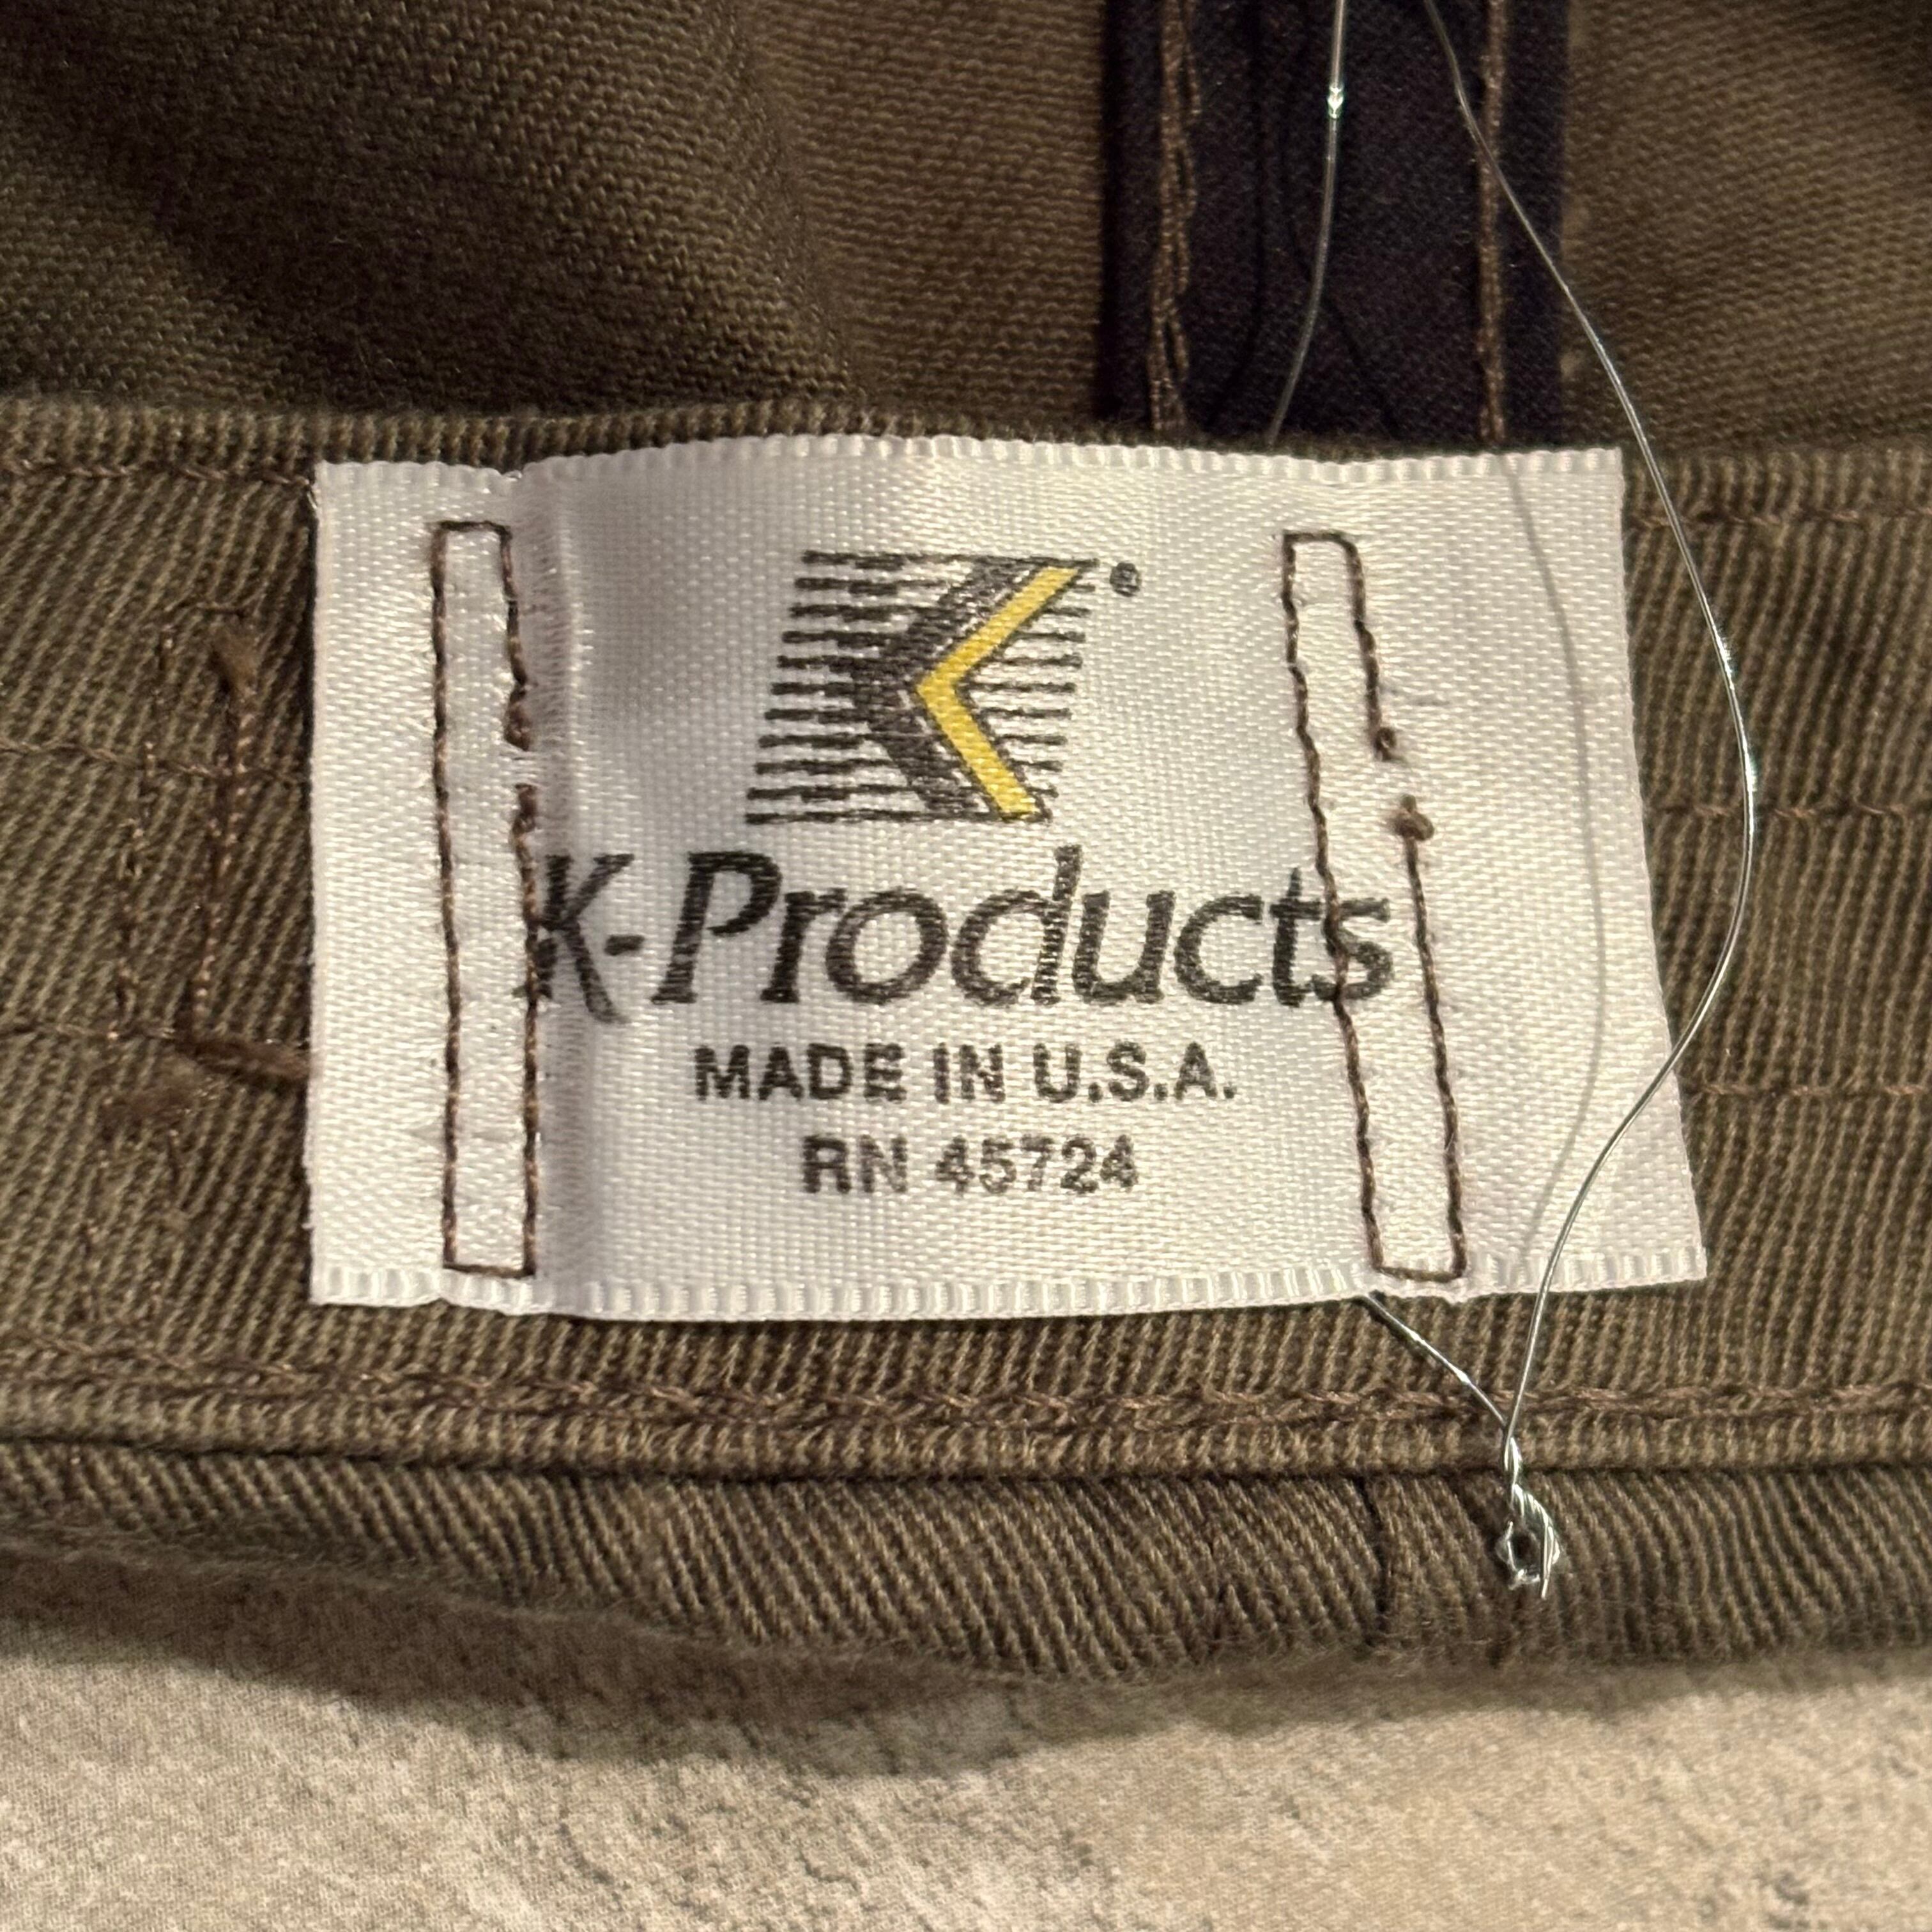 ®
K-Products
MADE IN U.S.A.
RN 45724